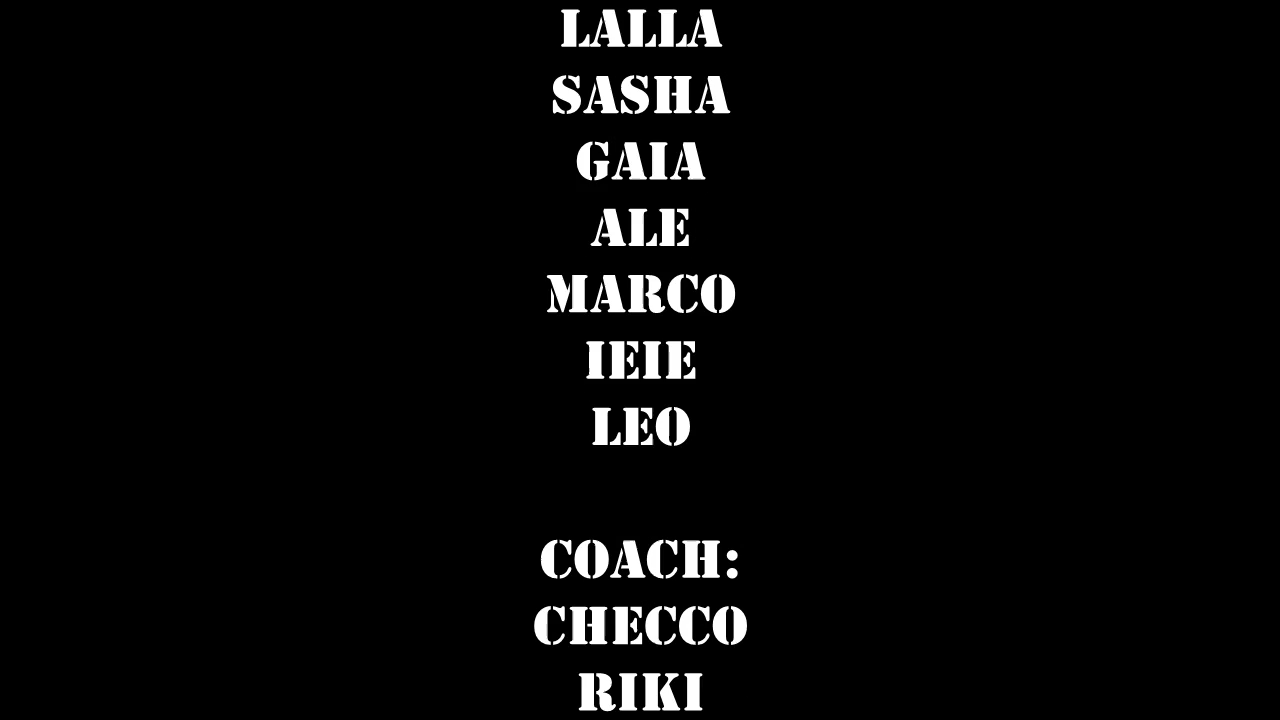 LALLA
SASHA
GAIA
ALE
MARCO
IEIE
LEO
COACH:
CHECCO
RIKI